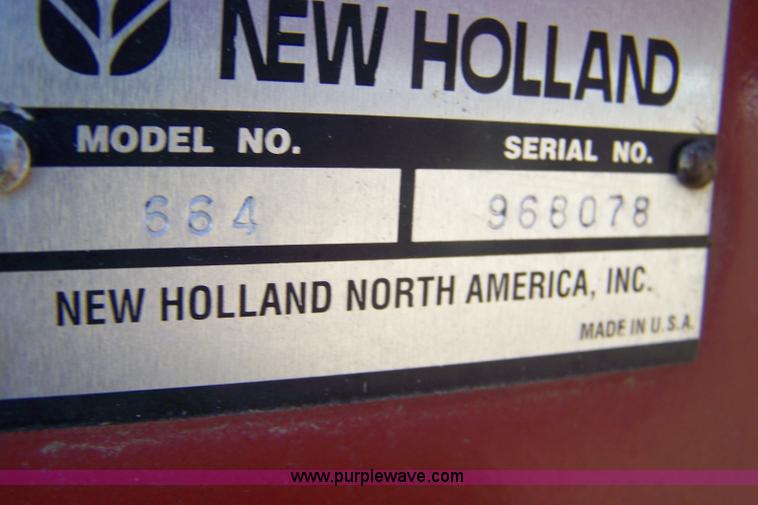 NEW HOLLAND
MODEL NO. SERIAL NO.
664 968078
NEW HOLLAND NORTH AMERICA, INC.
MADE IN U.S.A.
www.purplewave.com